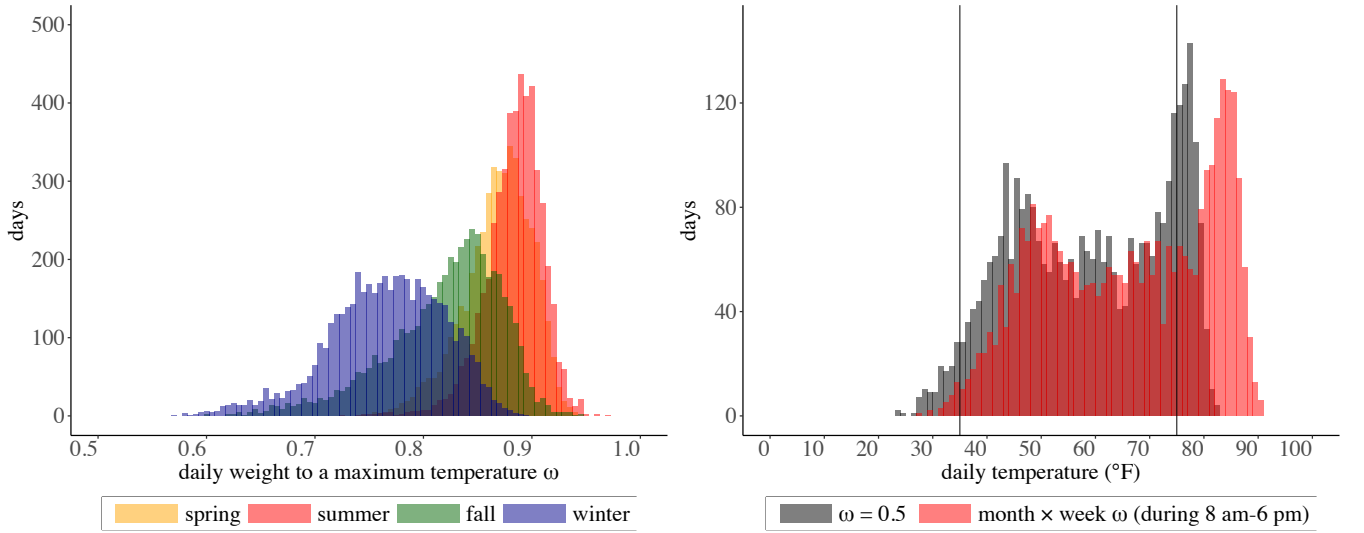 500
400
300
200
100
0
days
0.5 0.6 0.7 0.8 0.9 1.0
daily weight to a maximum temperature ω
spring summer fall winter
120
80
40
0
days
0 10 20 30 40 50 60 70 80 90 100
daily temperature (°F)
ω = 0.5 month × week ω (during 8 am-6 pm)